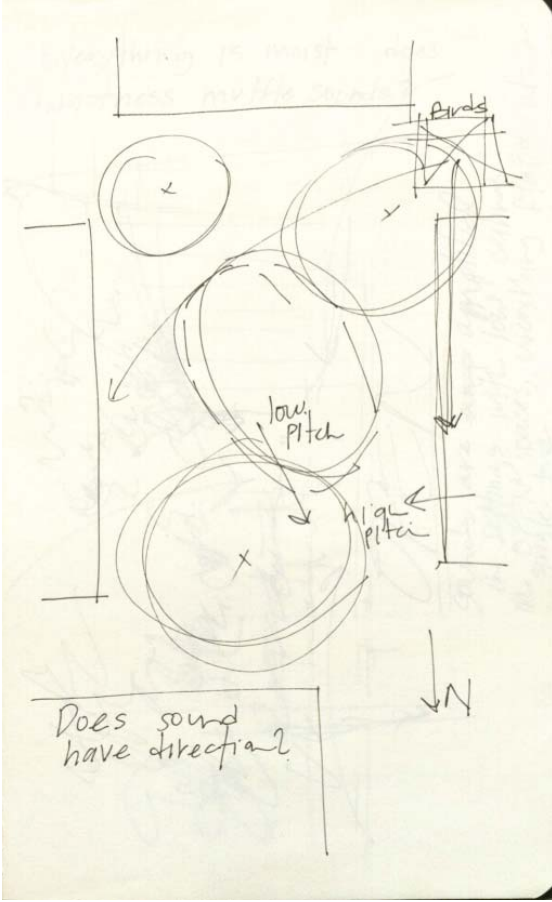 Birds
low
Pitch
high
pitch
N
Does sound
have direction?